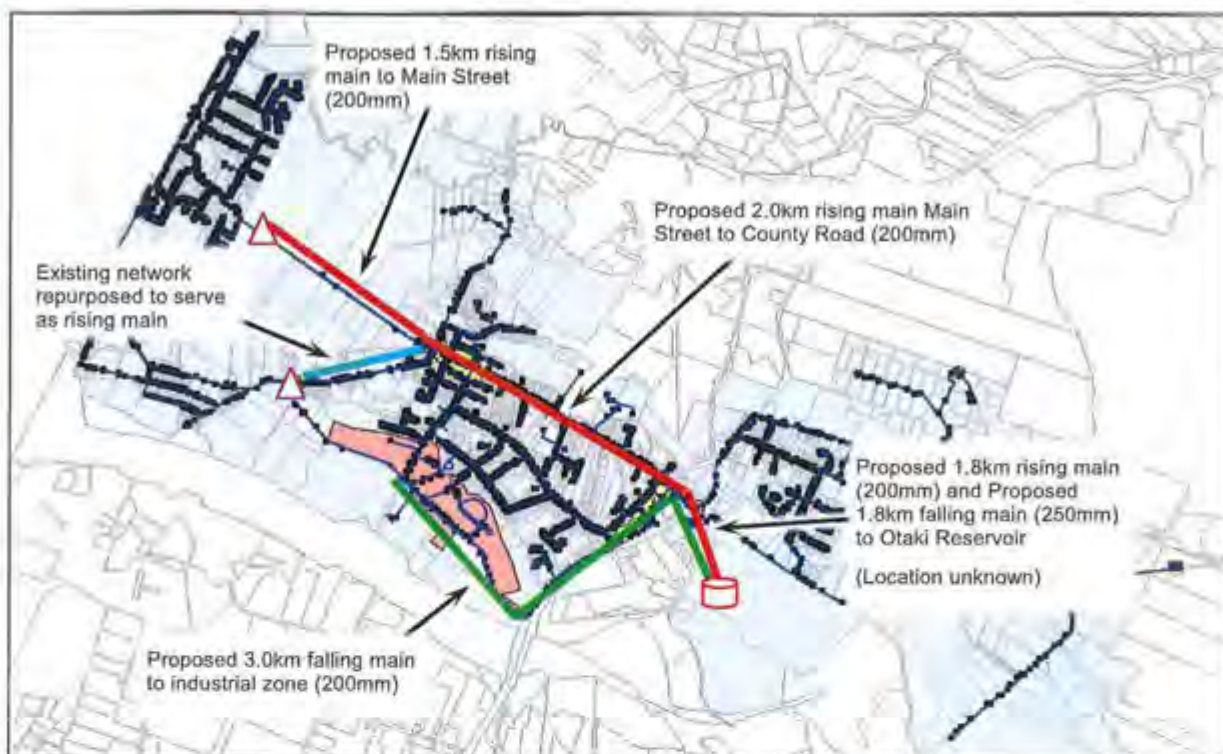 Proposed 1.5km rising
main to Main Street
(200mm)
Proposed 2.0km rising main Main
Street to County Road (200mm)
Existing network
repurposed to serve
as rising main
Proposed 1.8km rising main
(200mm) and Proposed
1.8km falling main (250mm)
to Otaki Reservoir
(Location unknown)
Proposed 3.0km falling main
to industrial zone (200mm)